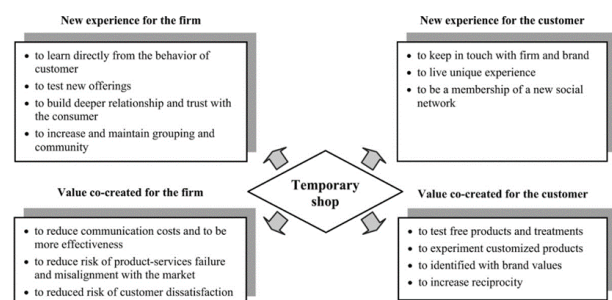 New experience for the firm
• to learn directly from the behavior of
customer
• to test new offerings
• to build deeper relationship and trust with
the consumer
• to increase and maintain grouping and
community
New experience for the customer
• to keep in touch with firm and brand
• to live unique experience
• to be a membership of a new social
network
Temporary
shop
Value co-created for the firm
• to reduce communication costs and to be
more effectiveness
• to reduce risk of product-services failure
and misalignment with the market
• to reduced risk of customer dissatisfaction
Value co-created for the customer
• to test free products and treatments
• to experiment customized products
• to identified with brand values
• to increase reciprocity